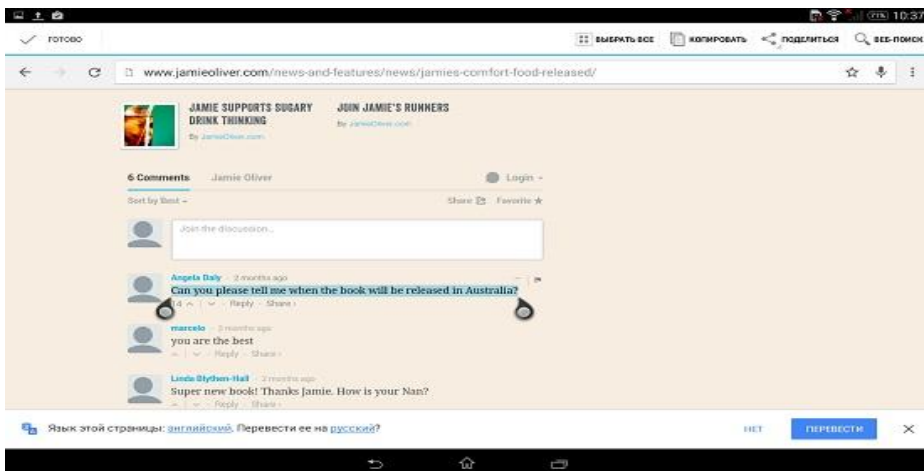 71% 10:37
ГОТОВО ВЫБРАТЬ ВСЕ КОПИРОВАТЬ ПОДЕЛИТЬСЯ ВЕБ-ПОИСК
www.jamieoliver.com/news-and-features/news/jamies-comfort-food-released/
JAMIE SUPPORTS SUGARY JOIN JAMIE'S RUNNERS
DRINK THINKING By JamieOliver.com
By JamieOliver.com
6 Comments Jamie Oliver Login
Sort by Best Share Favorite
Join the discussion...
Angela Daly 2 months ago
Can you please tell me when the book will be released in Australia?
14 Reply Share ›
marcelo 2 months ago
you are the best
Reply Share ›
Linda Blythen-Hall 2 months ago
Super new book! Thanks Jamie. How is your Nan?
Reply Share ›
Язык этой страницы: английский. Перевести ее на русский? НЕТ ПЕРЕВЕСТИ